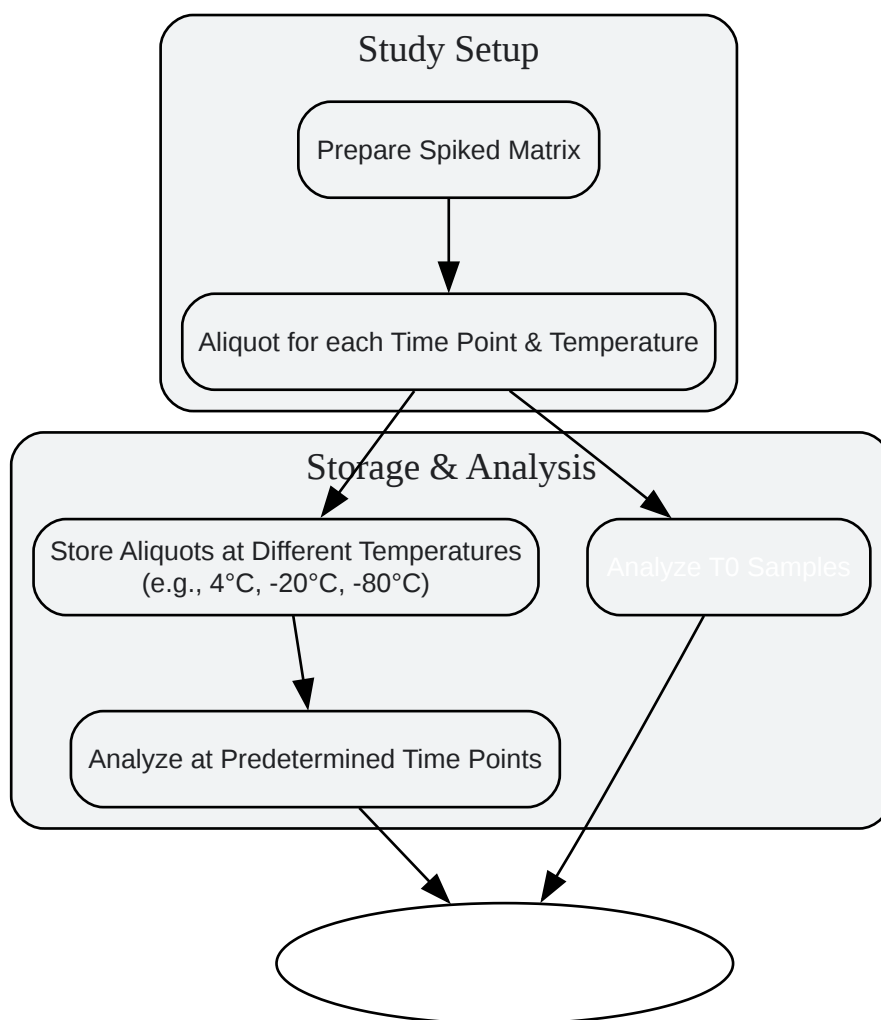 Study Setup
Prepare Spiked Matrix
Aliquot for each Time Point & Temperature
Storage & Analysis
Store Aliquots at Different Temperatures
(e.g., 4°C, -20°C, -80°C)
Analyze T0 Samples
Analyze at Predetermined Time Points